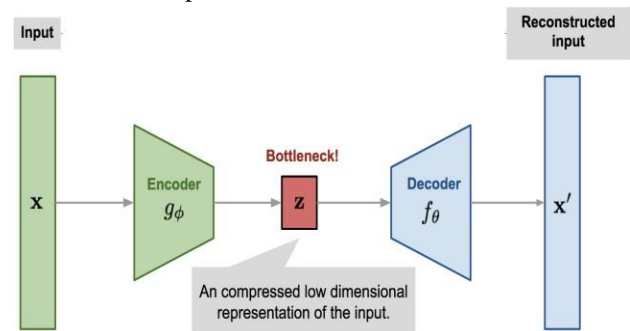 Input
Reconstructed
input
Bottleneck!
Encoder
Decoder
x
gϕ
z
fθ
x′
An compressed low dimensional
representation of the input.